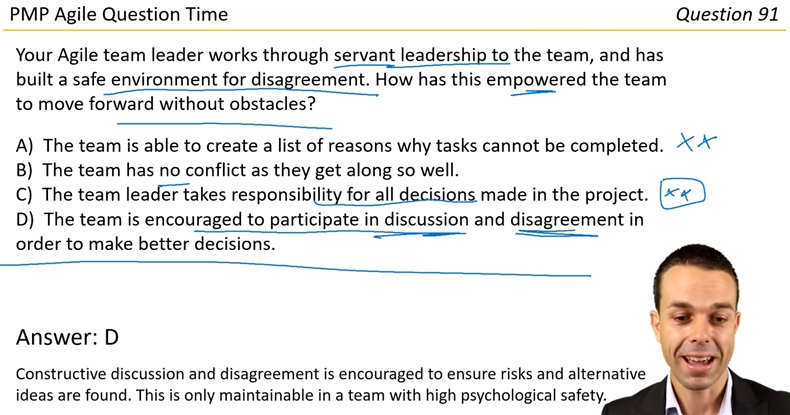 PMP Agile Question Time
Question 91
Your Agile team leader works through servant leadership to the team, and has
built a safe environment for disagreement. How has this empowered the team
to move forward without obstacles?
A) The team is able to create a list of reasons why tasks cannot be completed.
B) The team has no conflict as they get along so well.
C) The team leader takes responsibility for all decisions made in the project.
D) The team is encouraged to participate in discussion and disagreement in
order to make better decisions.
Answer: D
Constructive discussion and disagreement is encouraged to ensure risks and alternative
ideas are found. This is only maintainable in a team with high psychological safety.